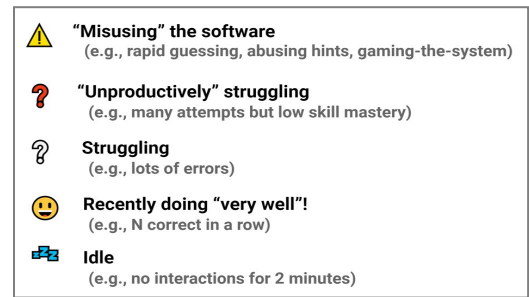 “Misusing” the software
(e.g., rapid guessing, abusing hints, gaming-the-system)
“Unproductively” struggling
(e.g., many attempts but low skill mastery)
Struggling
(e.g., lots of errors)
Recently doing “very well”!
(e.g., N correct in a row)
Idle
(e.g., no interactions for 2 minutes)